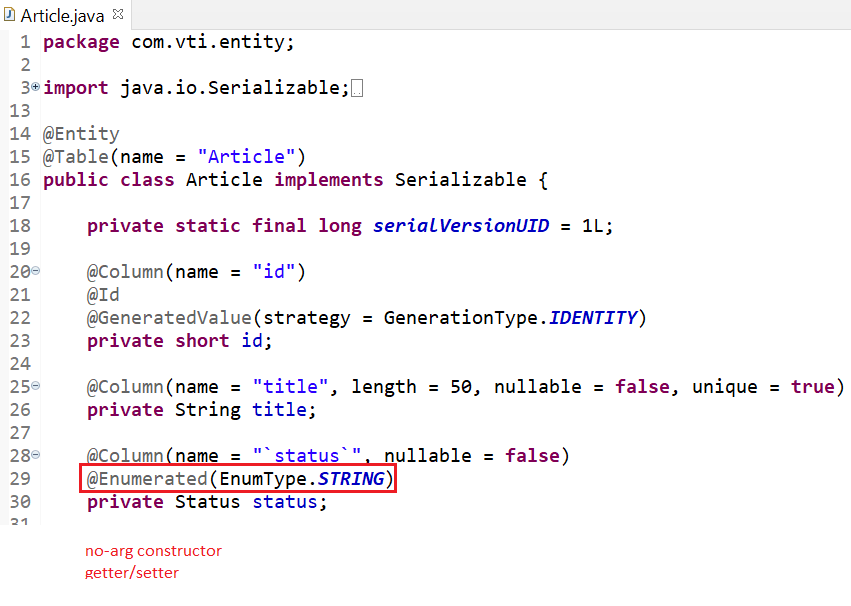 Article.java
1 package com.vti.entity;
2
3 import java.io.Serializable;
13
14 @Entity
15 @Table(name = "Article")
16 public class Article implements Serializable {
17
18 private static final long serialVersionUID = 1L;
19
20 @Column(name = "id")
21 @Id
22 @GeneratedValue(strategy = GenerationType.IDENTITY)
23 private short id;
24
25 @Column(name = "title", length = 50, nullable = false, unique = true)
26 private String title;
27
28 @Column(name = "`status`", nullable = false)
29 @Enumerated(EnumType.STRING)
30 private Status status;
31
no-arg constructor
getter/setter